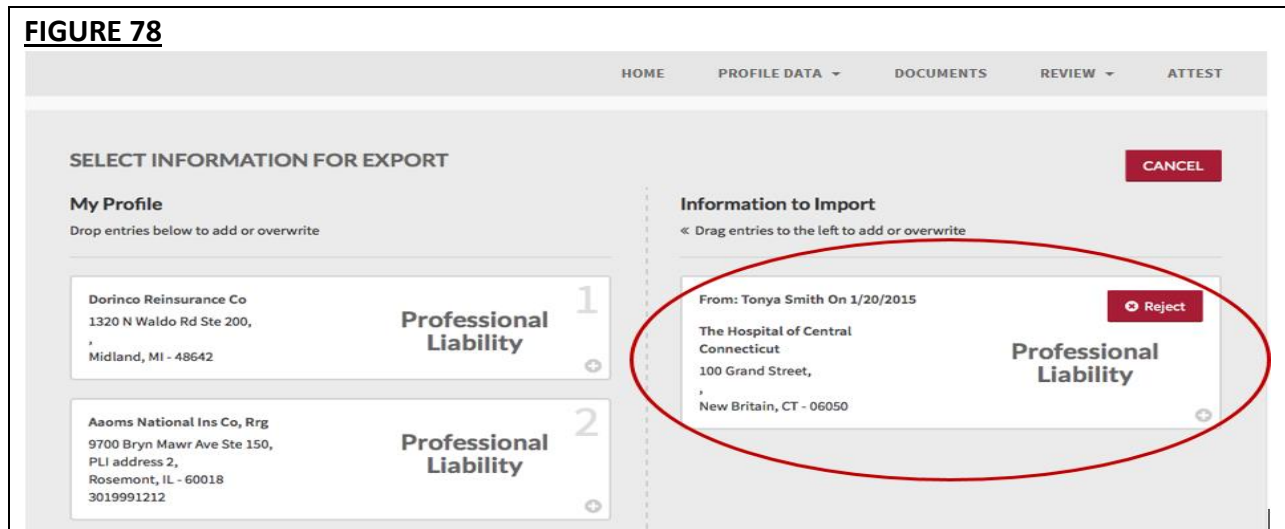 FIGURE 78
HOME PROFILE DATA DOCUMENTS REVIEW ATTEST
SELECT INFORMATION FOR EXPORT
CANCEL
My Profile
Drop entries below to add or overwrite
Dorinco Reinsurance Co
1320 N Waldo Rd Ste 200,
,
Midland, MI - 48642
Professional
Liability
1
Aaoms National Ins Co, Rrg
9700 Bryn Mawr Ave Ste 150,
PLI address 2,
Rosemont, IL - 60018
3019991212
Professional
Liability
2
Information to Import
« Drag entries to the left to add or overwrite
From: Tonya Smith On 1/20/2015
Reject
The Hospital of Central
Connecticut
100 Grand Street,
,
New Britain, CT - 06050
Professional
Liability